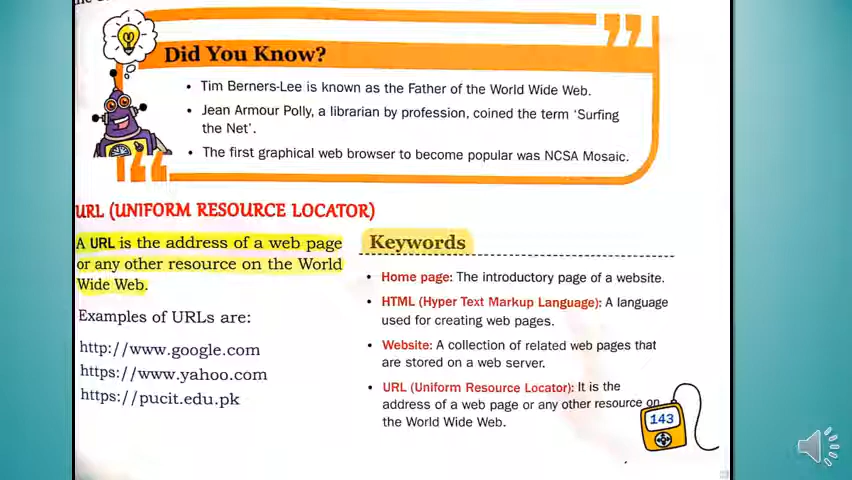 Did You Know?
• Tim Berners-Lee is known as the Father of the World Wide Web.
• Jean Armour Polly, a librarian by profession, coined the term ‘Surfing
the Net’.
• The first graphical web browser to become popular was NCSA Mosaic.
URL (UNIFORM RESOURCE LOCATOR)
A URL is the address of a web page
or any other resource on the World
Wide Web.
Examples of URLs are:
http://www.google.com
https://www.yahoo.com
https://pucit.edu.pk
Keywords
• Home page: The introductory page of a website.
• HTML (Hyper Text Markup Language): A language
used for creating web pages.
• Website: A collection of related web pages that
are stored on a web server.
• URL (Uniform Resource Locator): It is the
address of a web page or any other resource on
the World Wide Web.
143